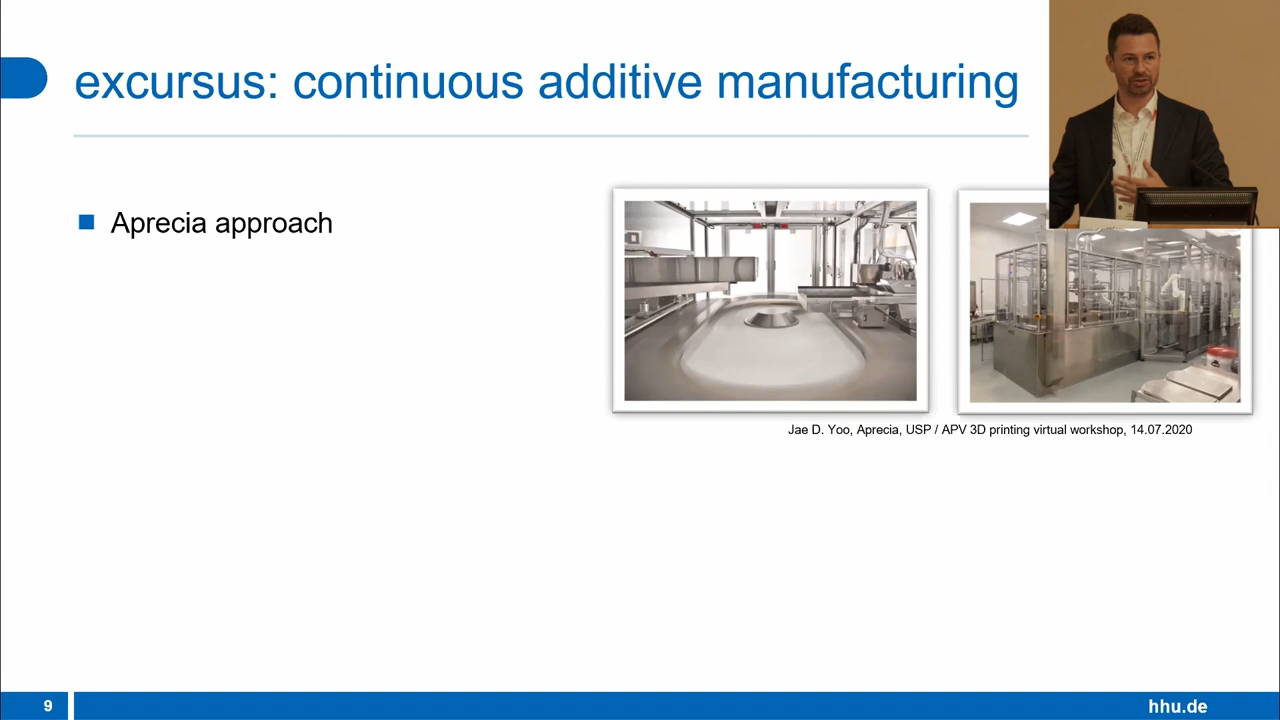 excursus: continuous additive manufacturing
Aprecia approach
Jae D. Yoo, Aprecia, USP / APV 3D printing virtual workshop, 14.07.2020
9
hhu.de